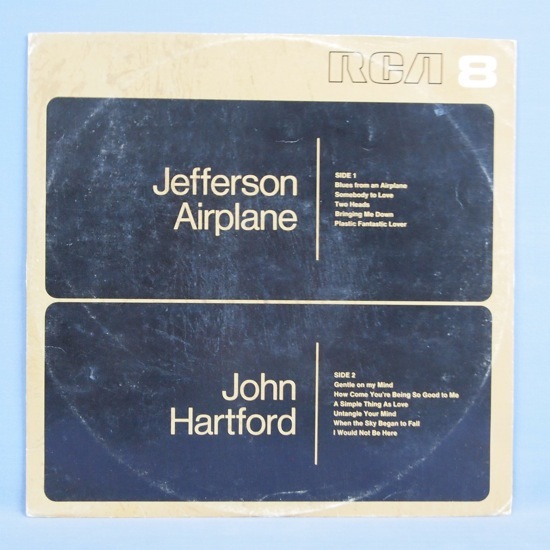 RCA 8
Jefferson
Airplane
SIDE 1
Blues from an Airplane
Somebody to Love
Two Heads
Bringing Me Down
Plastic Fantastic Lover
John
Hartford
SIDE 2
Gentle on my Mind
How Come You're Being So Good to Me
A Simple Thing As Love
Untangle Your Mind
When the Sky Began to Fall
I Would Not Be Here